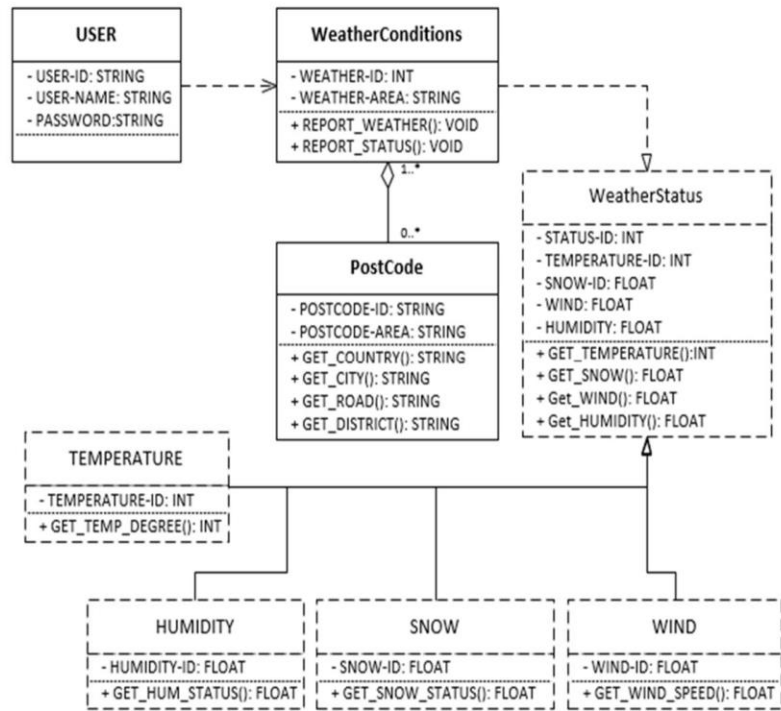 USER
- USER-ID: STRING
- USER-NAME: STRING
- PASSWORD:STRING
WeatherConditions
- WEATHER-ID: INT
- WEATHER-AREA: STRING
+ REPORT_WEATHER(): VOID
+ REPORT_STATUS(): VOID
1..*
0..*
WeatherStatus
- STATUS-ID: INT
- TEMPERATURE-ID: INT
- SNOW-ID: FLOAT
- WIND: FLOAT
- HUMIDITY: FLOAT
+ GET_TEMPERATURE():INT
+ GET_SNOW(): FLOAT
+ Get_WIND(): FLOAT
+ Get_HUMIDITY(): FLOAT
PostCode
- POSTCODE-ID: STRING
- POSTCODE-AREA: STRING
+ GET_COUNTRY(): STRING
+ GET_CITY(): STRING
+ GET_ROAD(): STRING
+ GET_DISTRICT(): STRING
TEMPERATURE
- TEMPERATURE-ID: INT
+ GET_TEMP_DEGREE(): INT
HUMIDITY
- HUMIDITY-ID: FLOAT
+ GET_HUM_STATUS(): FLOAT
SNOW
- SNOW-ID: FLOAT
+ GET_SNOW_STATUS(): FLOAT
WIND
- WIND-ID: FLOAT
+ GET_WIND_SPEED(): FLOAT